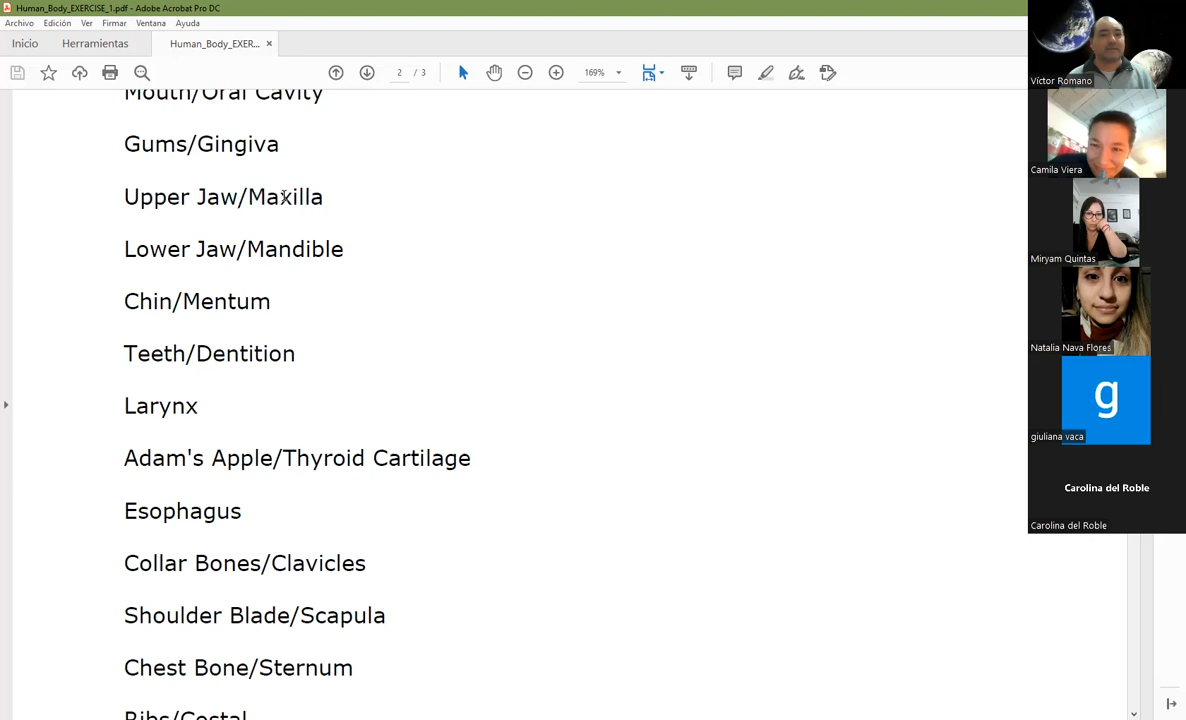 Human_Body_EXERCISE_1.pdf - Adobe Acrobat Pro DC
Archivo Edición Ver Firmar Ventana Ayuda
Inicio Herramientas Human_Body_EXER... ×
2 / 3 169%
Mouth/Oral Cavity
Gums/Gingiva
Upper Jaw/Maxilla
Lower Jaw/Mandible
Chin/Mentum
Teeth/Dentition
Larynx
Adam's Apple/Thyroid Cartilage
Esophagus
Collar Bones/Clavicles
Shoulder Blade/Scapula
Chest Bone/Sternum
Ribs/Costal
Víctor Romano
Camila Viera
Miryam Quintas
Natalia Nava Flores
g
giuliana vaca
Carolina del Roble
Carolina del Roble